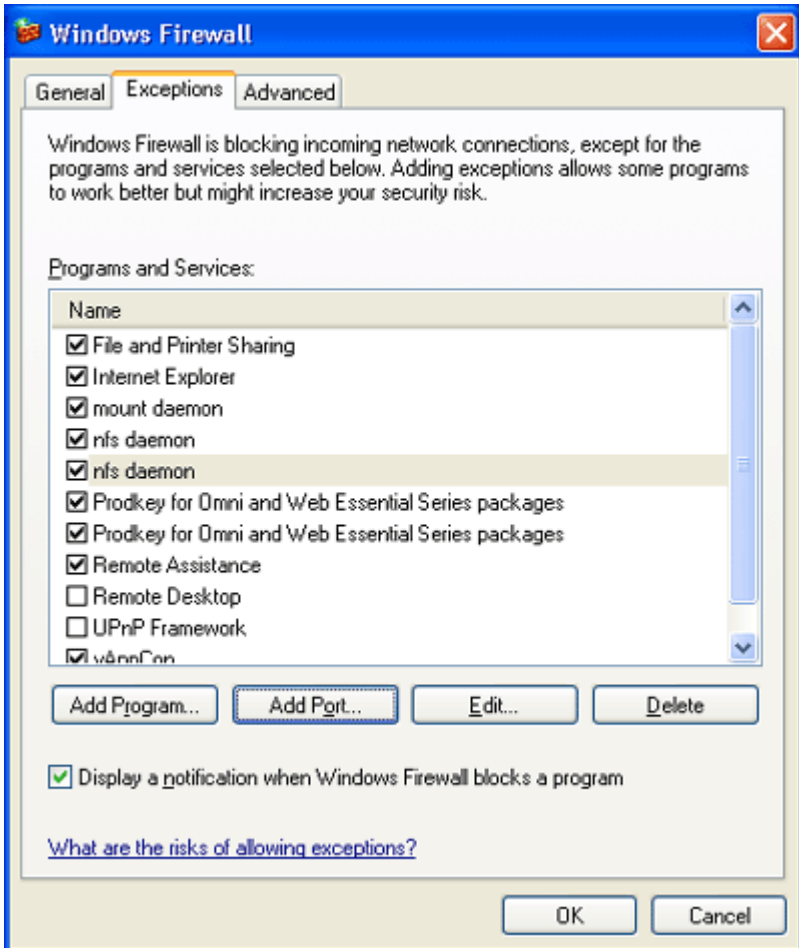 Windows Firewall
General Exceptions Advanced
Windows Firewall is blocking incoming network connections, except for the
programs and services selected below. Adding exceptions allows some programs
to work better but might increase your security risk.
Programs and Services:
Name
File and Printer Sharing
Internet Explorer
mount daemon
nfs daemon
nfs daemon
Prodkey for Omni and Web Essential Series packages
Prodkey for Omni and Web Essential Series packages
Remote Assistance
Remote Desktop
UPnP Framework
Add Program... Add Port... Edit... Delete
Display a notification when Windows Firewall blocks a program
What are the risks of allowing exceptions?
OK Cancel